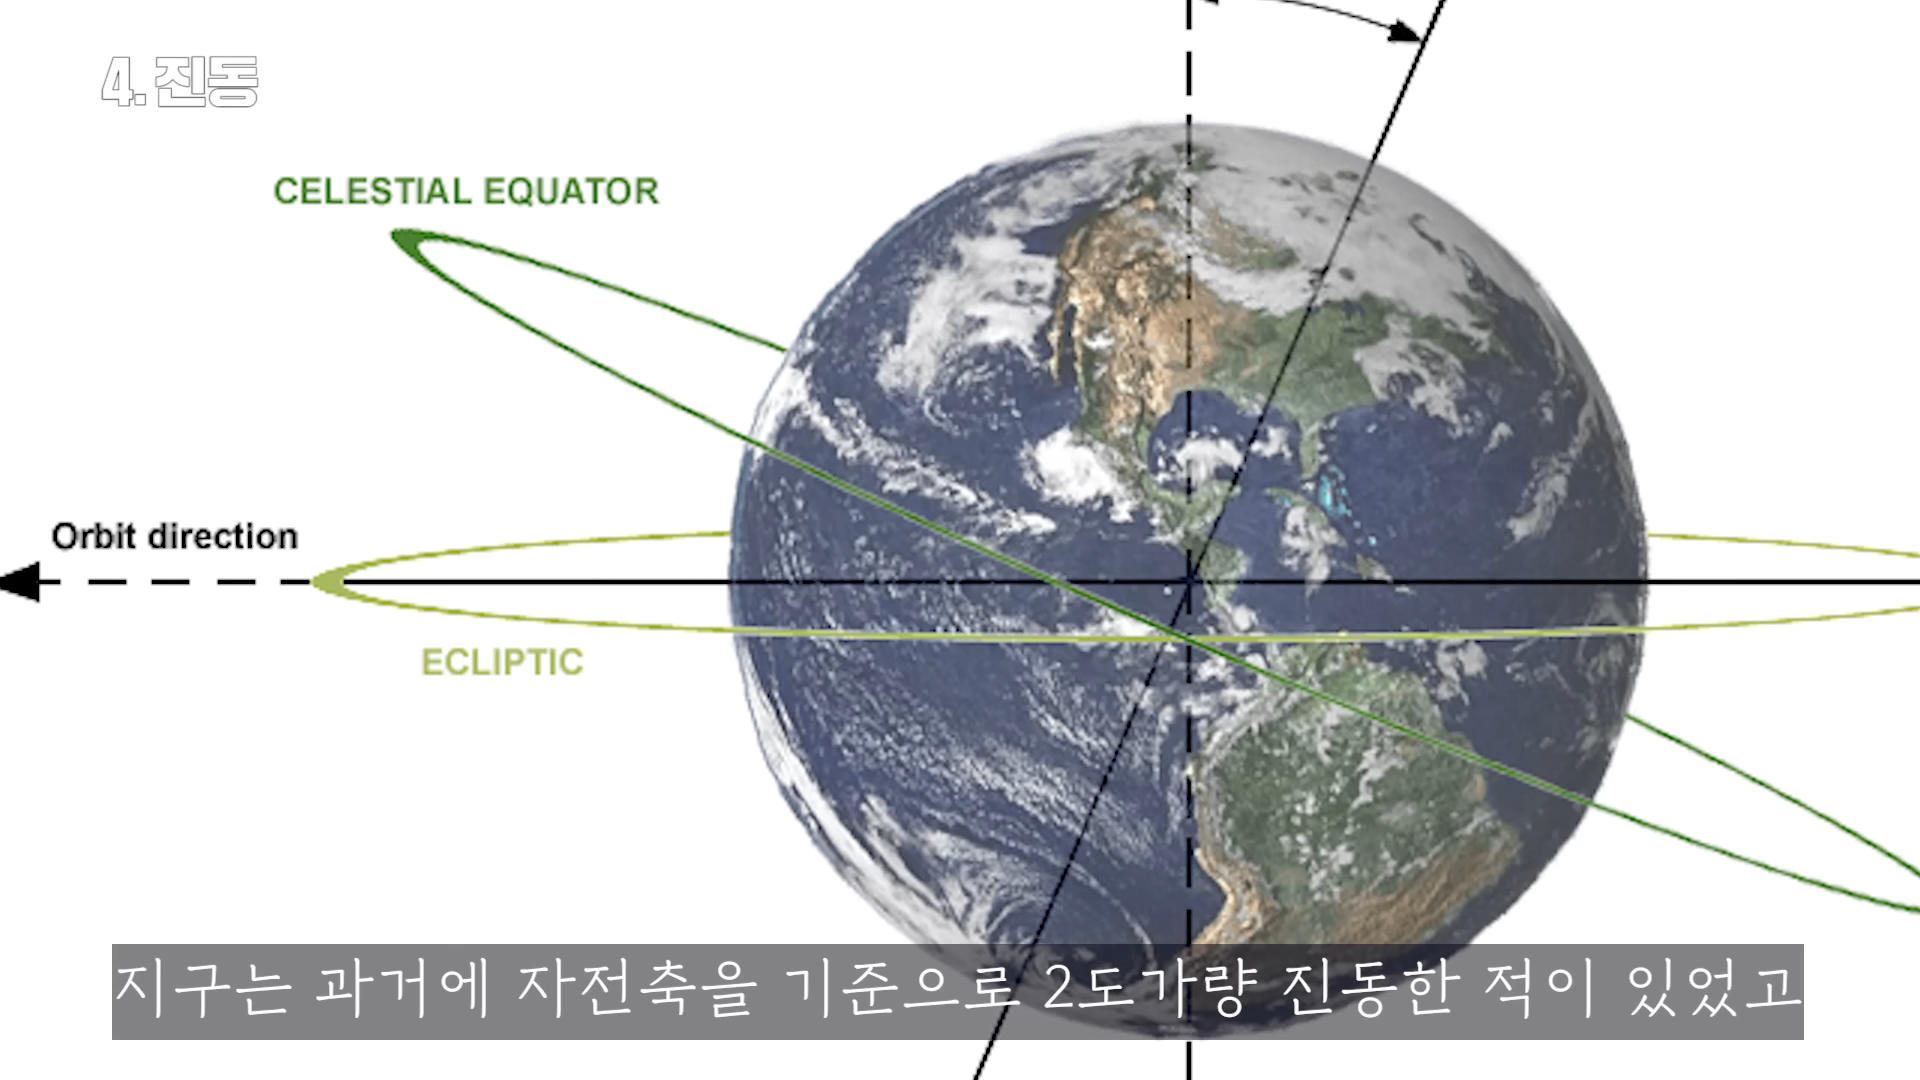 4. 진동
CELESTIAL EQUATOR
Orbit direction
ECLIPTIC
지구는 과거에 자전축을 기준으로 2도가량 진동한 적이 있었고